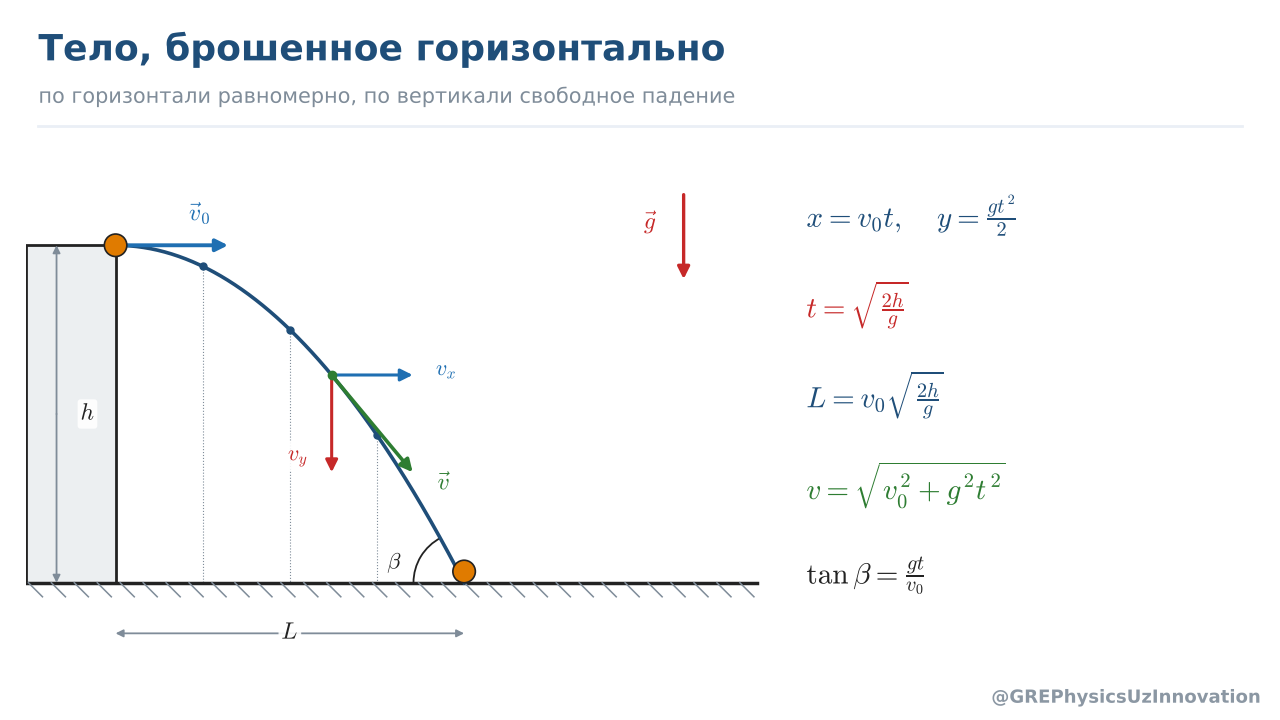 Тело, брошенное горизонтально
по горизонтали равномерно, по вертикали свободное падение
v⃗₀
g⃗
x = v₀t, y = gt²/2
t = √(2h/g)
vₓ
h
L = v₀√(2h/g)
v_y
v⃗
v = √(v₀² + g²t²)
β
tan β = gt/v₀
L
@GREPhysicsUzInnovation